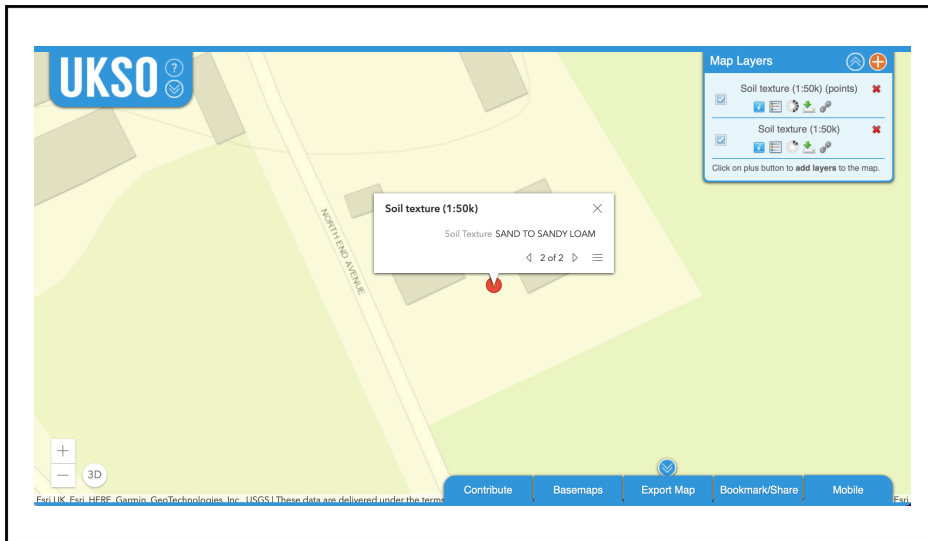 UKSO
?
Map Layers
Soil texture (1:50k) (points)
Soil texture (1:50k)
Click on plus button to add layers to the map.
NORTH END AVENUE
Soil texture (1:50k)
Soil Texture SAND TO SANDY LOAM
2 of 2
+
−
3D
Esri UK, Esri, HERE, Garmin, GeoTechnologies, Inc., USGS | These data are delivered under the terms
Esri
Contribute
Basemaps
Export Map
Bookmark/Share
Mobile